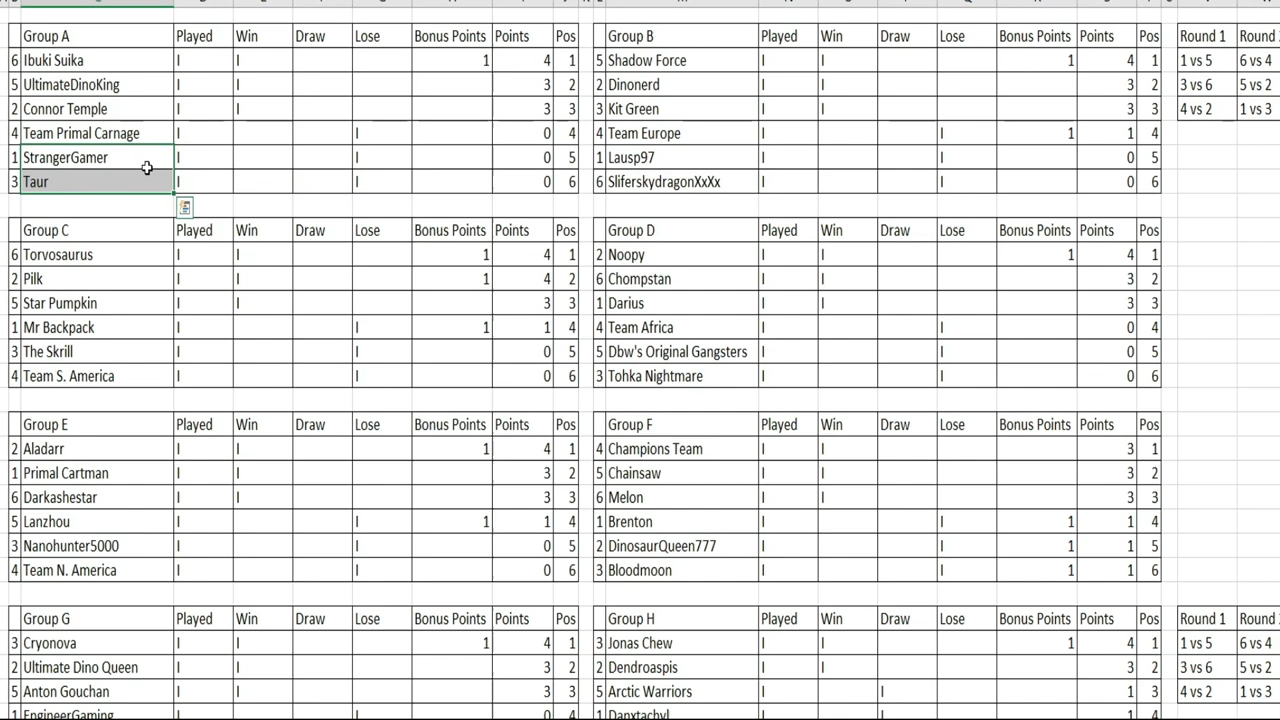 Group A Played Win Draw Lose Bonus Points Points Pos
6 Ibuki Suika I I 1 4 1
5 UltimateDinoKing I I 3 2
2 Connor Temple I I 3 3
4 Team Primal Carnage I I 0 4
1 StrangerGamer I I 0 5
3 Taur I I 0 6
Group B Played Win Draw Lose Bonus Points Points Pos
5 Shadow Force I I 1 4 1
2 Dinonerd I I 3 2
3 Kit Green I I 3 3
4 Team Europe I I 1 1 4
1 Lausp97 I I 0 5
6 SliferskydragonXxXx I I 0 6
Round 1 Round
1 vs 5 6 vs 4
3 vs 6 5 vs 2
4 vs 2 1 vs 3
Group C Played Win Draw Lose Bonus Points Points Pos
6 Torvosaurus I I 1 4 1
2 Pilk I I 1 4 2
5 Star Pumpkin I I 3 3
1 Mr Backpack I I 1 1 4
3 The Skrill I I 0 5
4 Team S. America I I 0 6
Group D Played Win Draw Lose Bonus Points Points Pos
2 Noopy I I 1 4 1
6 Chompstan I I 3 2
1 Darius I I 3 3
4 Team Africa I I 0 4
5 Dbw's Original Gangsters I I 0 5
3 Tohka Nightmare I I 0 6
Group E Played Win Draw Lose Bonus Points Points Pos
2 Aladarr I I 1 4 1
1 Primal Cartman I I 3 2
6 Darkashestar I I 3 3
5 Lanzhou I I 1 1 4
3 Nanohunter5000 I I 0 5
4 Team N. America I I 0 6
Group F Played Win Draw Lose Bonus Points Points Pos
4 Champions Team I I 3 1
5 Chainsaw I I 3 2
6 Melon I I 3 3
1 Brenton I I 1 1 4
2 DinosaurQueen777 I I 1 1 5
3 Bloodmoon I I 1 1 6
Group G Played Win Draw Lose Bonus Points Points Pos
3 Cryonova I I 1 4 1
2 Ultimate Dino Queen I I 3 2
5 Anton Gouchan I I 3 3
1 EngineerGaming I I 0 4
Group H Played Win Draw Lose Bonus Points Points Pos
3 Jonas Chew I I 1 4 1
2 Dendroaspis I I 3 2
5 Arctic Warriors I I 1 3
1 Danxtachyl I I 1 4
Round 1 Round
1 vs 5 6 vs 4
3 vs 6 5 vs 2
4 vs 2 1 vs 3